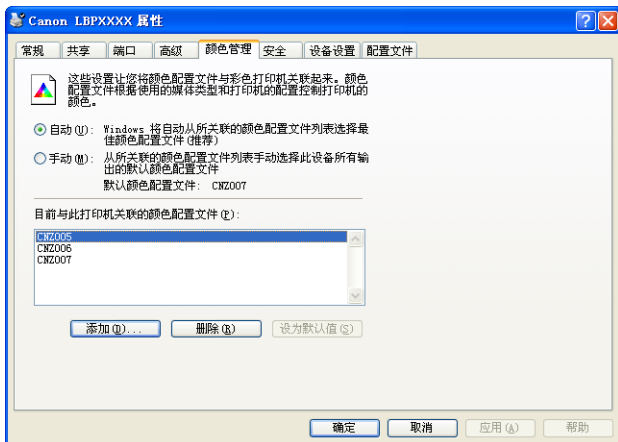 Canon LBPXXXX 属性
常规 共享 端口 高级 颜色管理 安全 设备设置 配置文件
这些设置让您将颜色配置文件与彩色打印机关联起来。颜色
配置文件根据使用的媒体类型和打印机的配置控制打印机的
颜色。
自动(U): Windows 将自动从所关联的颜色配置文件列表选择最
佳颜色配置文件(推荐)
手动(M): 从所关联的颜色配置文件列表手动选择此设备所有输
出的默认颜色配置文件
默认颜色配置文件: CNZ007
目前与此打印机关联的颜色配置文件(P):
CNZ005
CNZ006
CNZ007
添加(D)... 删除(R) 设为默认值(S)
确定 取消 应用(A) 帮助